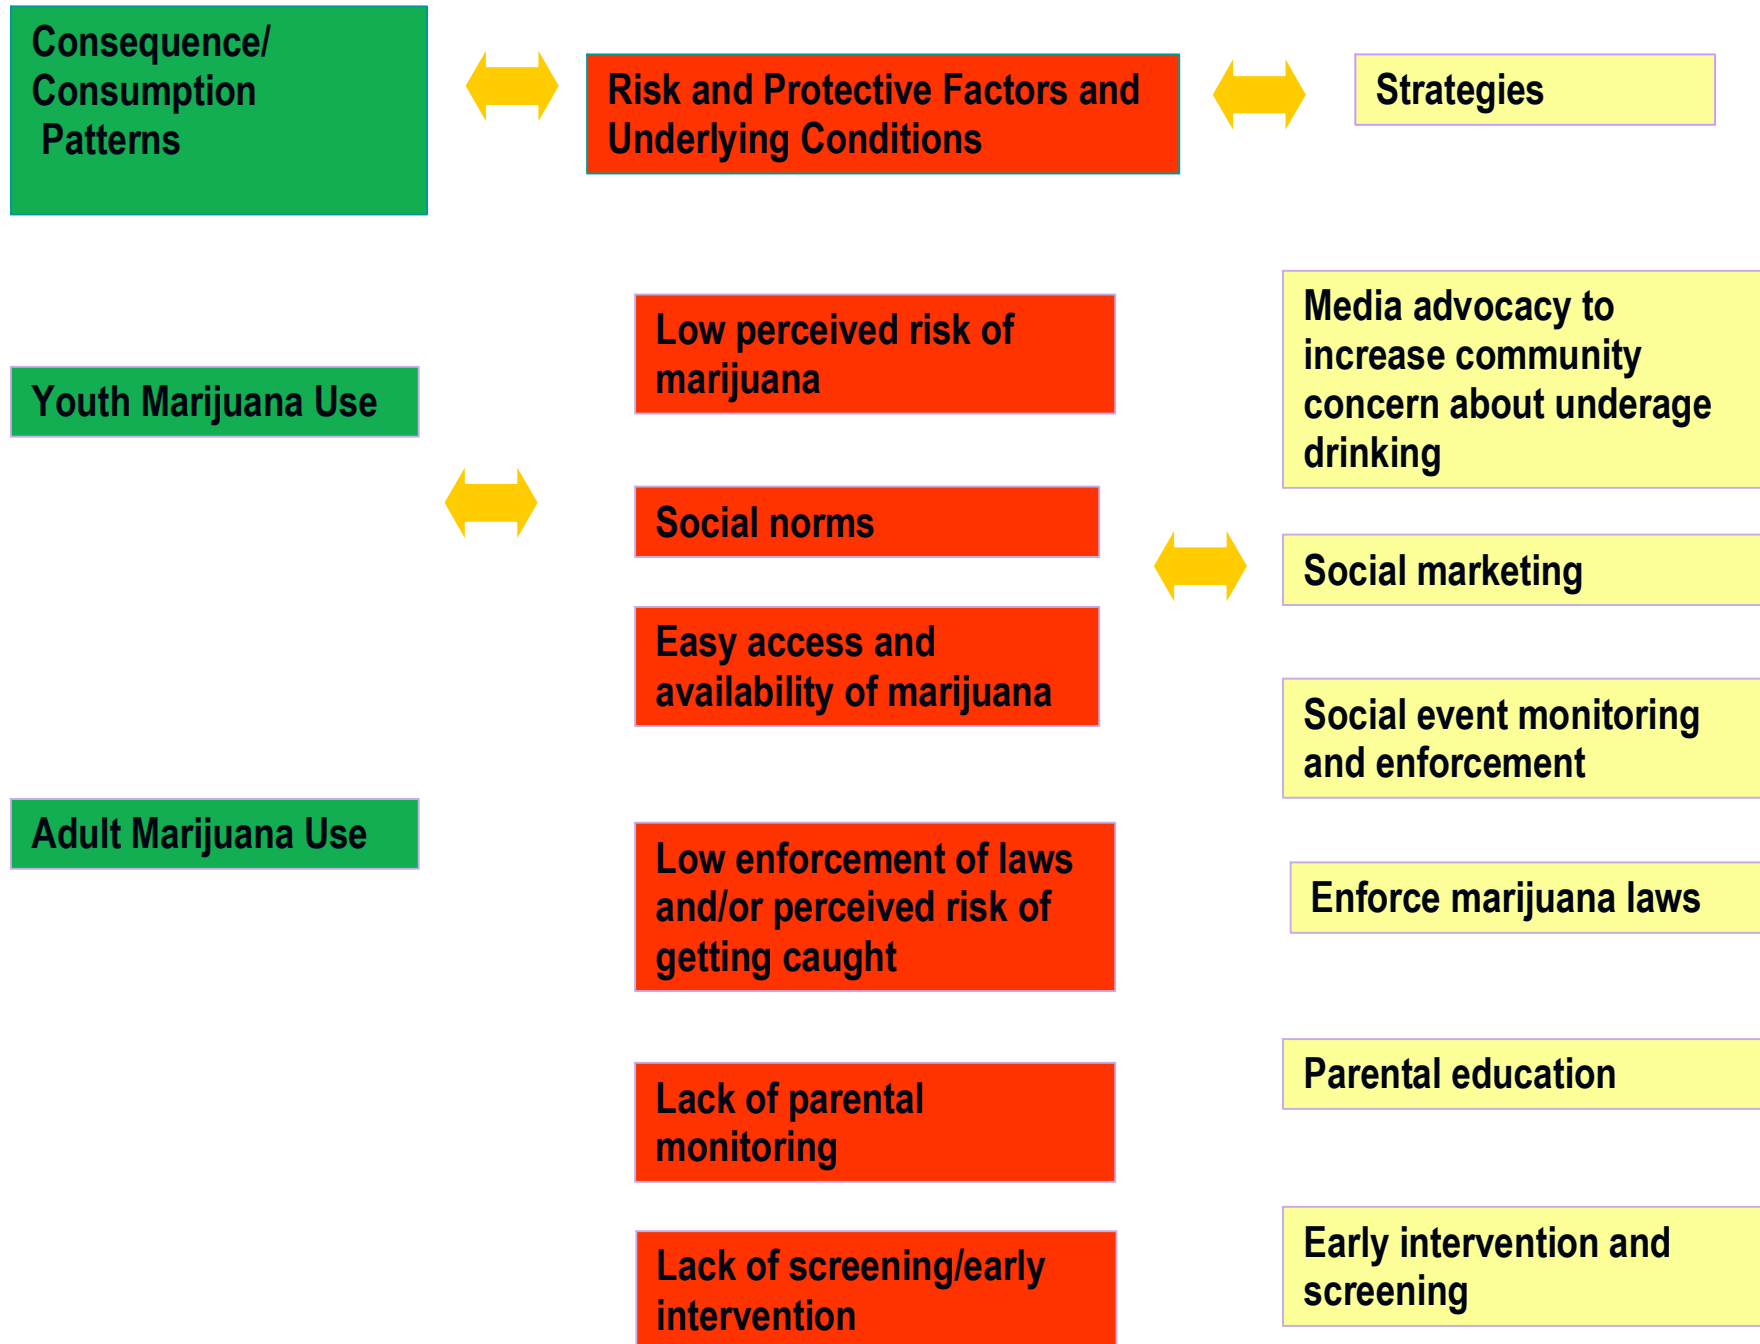 Consequence/
Consumption
Patterns
Risk and Protective Factors and
Underlying Conditions
Strategies
Youth Marijuana Use
Adult Marijuana Use
Low perceived risk of
marijuana
Social norms
Easy access and
availability of marijuana
Low enforcement of laws
and/or perceived risk of
getting caught
Lack of parental
monitoring
Lack of screening/early
intervention
Media advocacy to
increase community
concern about underage
drinking
Social marketing
Social event monitoring
and enforcement
Enforce marijuana laws
Parental education
Early intervention and
screening